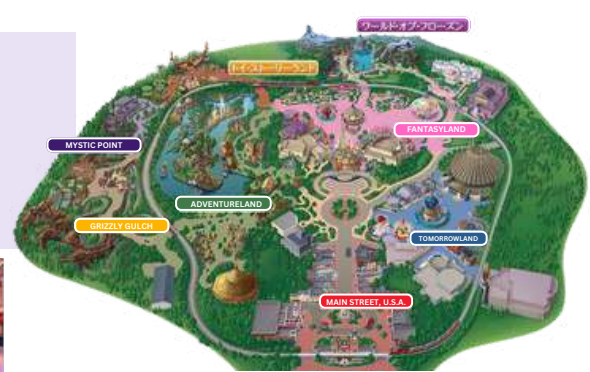 ワールド・オブ・フローズン
トイ・ストーリーランド
FANTASYLAND
MYSTIC POINT
ADVENTURELAND
GRIZZLY GULCH
TOMORROWLAND
MAIN STREET, U.S.A.